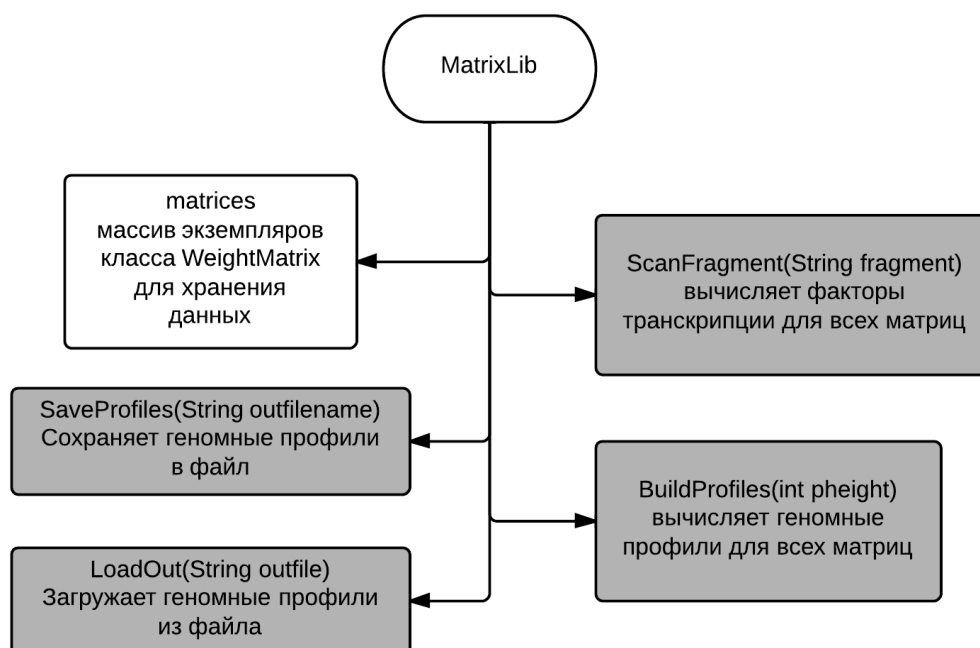 MatrixLib
matrices
массив экземпляров
класса WeightMatrix
для хранения
данных
ScanFragment(String fragment)
вычисляет факторы
транскрипции для всех матриц
SaveProfiles(String outfilename)
Сохраняет геномные профили
в файл
BuildProfiles(int pheight)
вычисляет геномные
профили для всех матриц
LoadOut(String outfile)
Загружает геномные профили
из файла